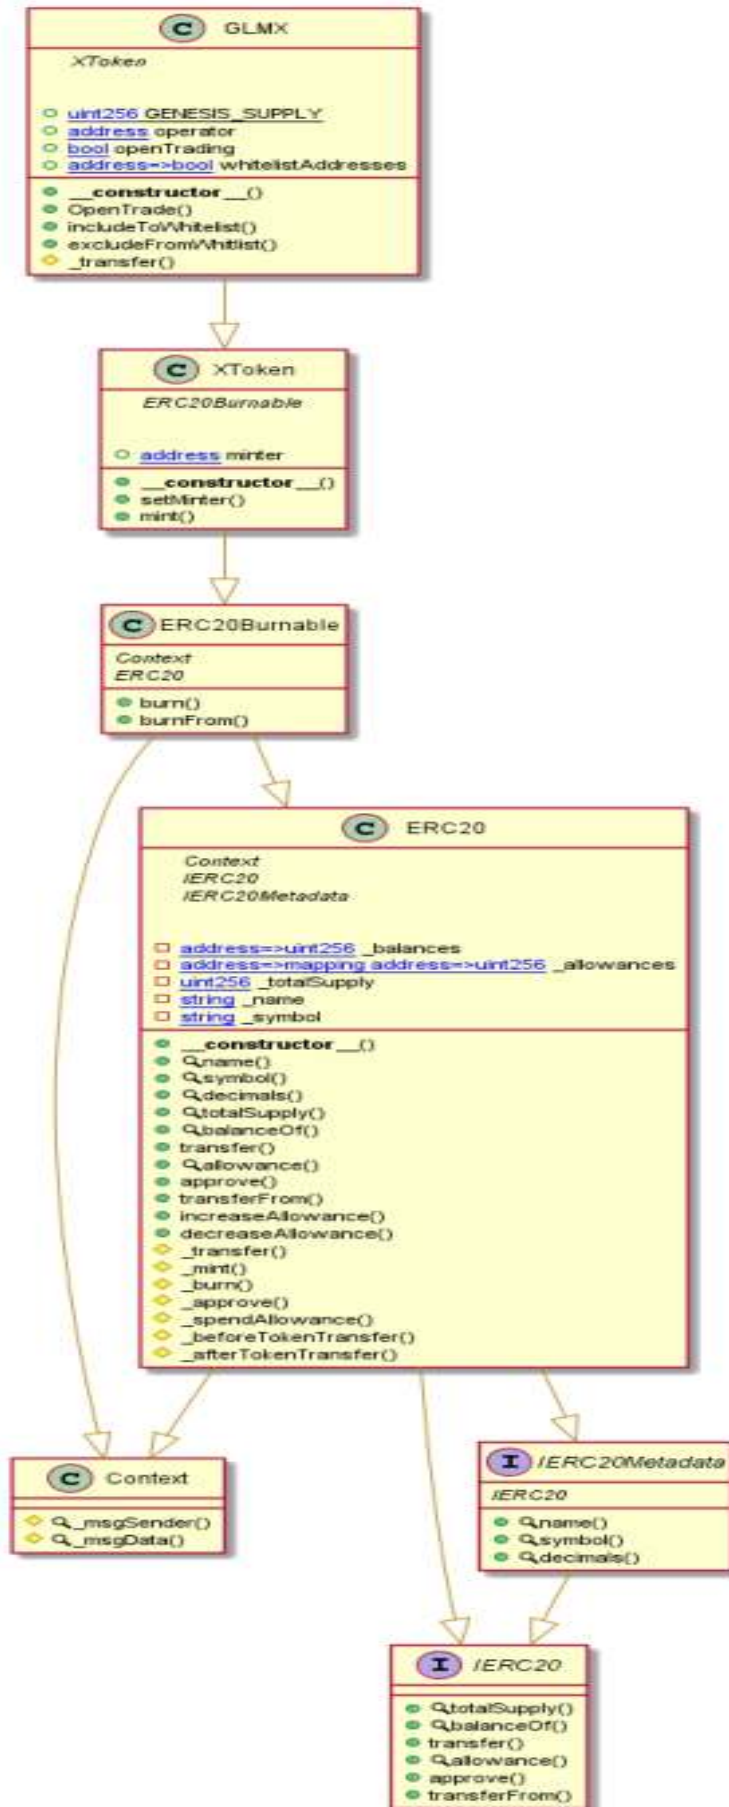 C GLMX
XToken
uint256 GENESIS_SUPPLY
address operator
bool openTrading
address=>bool whitelistAddresses
__constructor__()
OpenTrade()
includeToWhitelist()
excludeFromWhitlist()
_transfer()
C XToken
ERC20Burnable
address minter
__constructor__()
setMinter()
mint()
C ERC20Burnable
Context
ERC20
burn()
burnFrom()
C ERC20
Context
IERC20
IERC20Metadata
address=>uint256 _balances
address=>mapping address=>uint256 _allowances
uint256 _totalSupply
string _name
string _symbol
__constructor__()
name()
symbol()
decimals()
totalSupply()
balanceOf()
transfer()
allowance()
approve()
transferFrom()
increaseAllowance()
decreaseAllowance()
_transfer()
_mint()
_burn()
_approve()
_spendAllowance()
_beforeTokenTransfer()
_afterTokenTransfer()
C Context
_msgSender()
_msgData()
I IERC20Metadata
IERC20
name()
symbol()
decimals()
I IERC20
totalSupply()
balanceOf()
transfer()
allowance()
approve()
transferFrom()